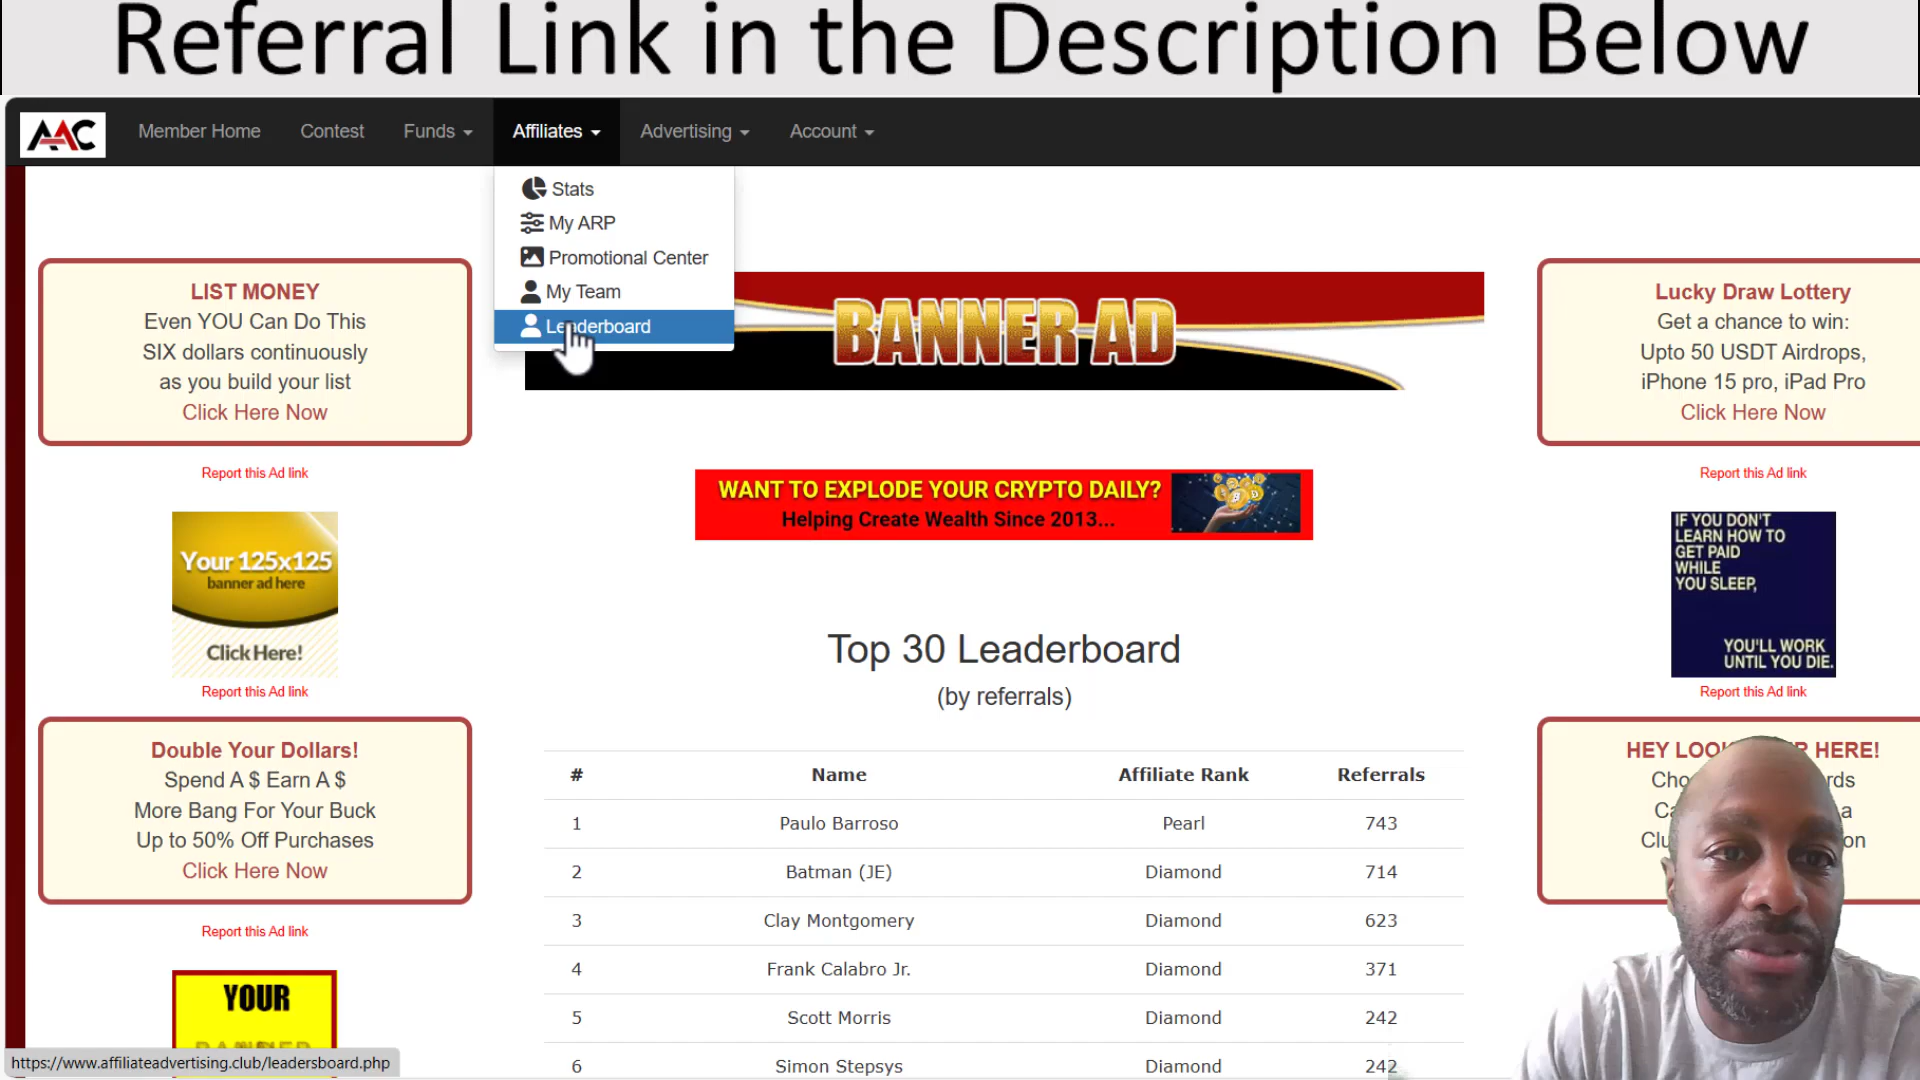 Referral Link in the Description Below
AAC
Member Home
Contest
Funds
Affiliates
Advertising
Account
Stats
My ARP
Promotional Center
My Team
Leaderboard
LIST MONEY
Even YOU Can Do This
SIX dollars continuously
as you build your list
Click Here Now
Report this Ad link
Your 125x125
banner ad here
Click Here!
Report this Ad link
Double Your Dollars!
Spend A $ Earn A $
More Bang For Your Buck
Up to 50% Off Purchases
Click Here Now
Report this Ad link
YOUR
BANNER AD
WANT TO EXPLODE YOUR CRYPTO DAILY?
Helping Create Wealth Since 2013...
Top 30 Leaderboard
(by referrals)
# Name Affiliate Rank Referrals
1 Paulo Barroso Pearl 743
2 Batman (JE) Diamond 714
3 Clay Montgomery Diamond 623
4 Frank Calabro Jr. Diamond 371
5 Scott Morris Diamond 242
6 Simon Stepsys Diamond 242
Lucky Draw Lottery
Get a chance to win:
Upto 50 USDT Airdrops,
iPhone 15 pro, iPad Pro
Click Here Now
Report this Ad link
IF YOU DON'T
LEARN HOW TO
GET PAID
WHILE
YOU SLEEP,
YOU'LL WORK
UNTIL YOU DIE.
Report this Ad link
HEY HERE!
https://www.affiliateadvertising.club/leadersboard.php